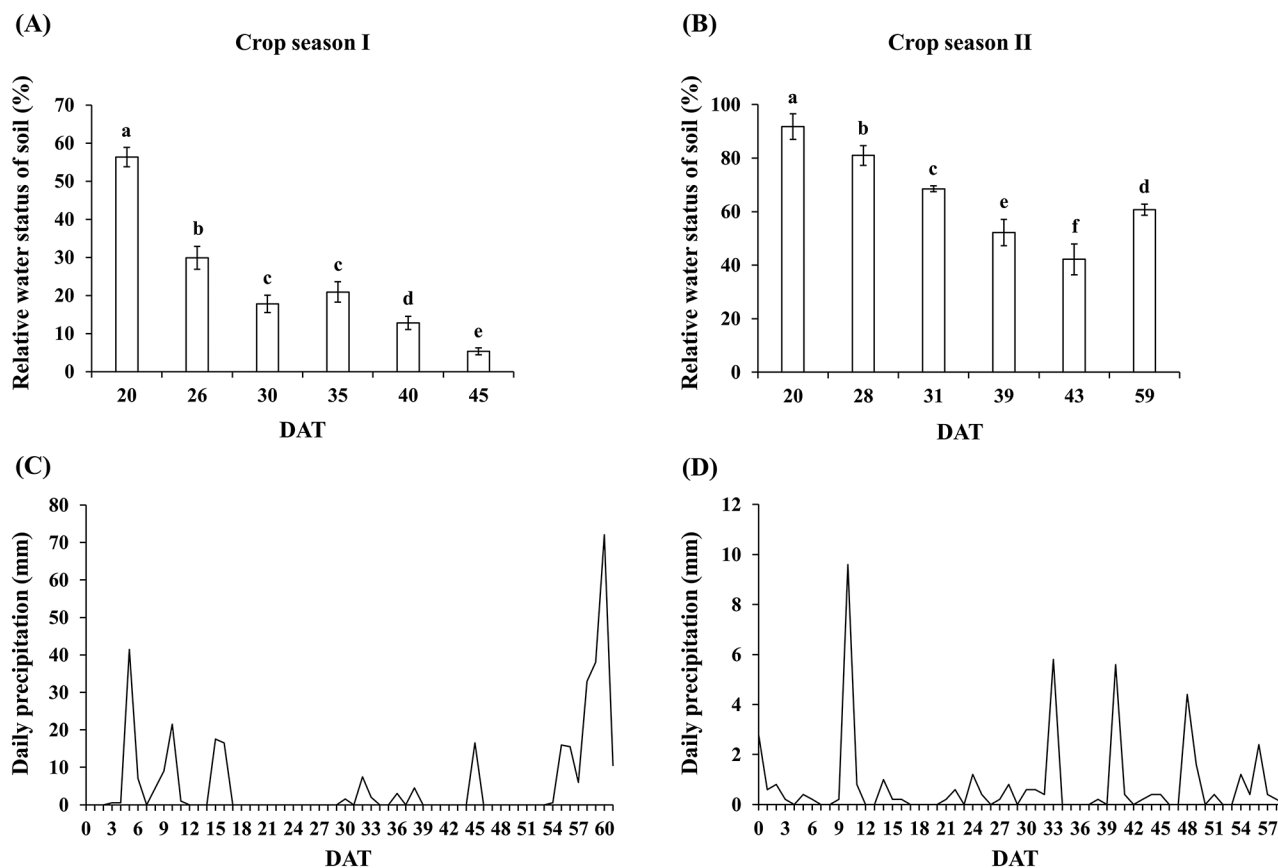 (A)
Crop season I
Relative water status of soil (%)
70
60
50
40
30
20
10
0
a
b
c
c
d
e
20 26 30 35 40 45
DAT
(B)
Crop season II
Relative water status of soil (%)
100
80
60
40
20
0
a
b
c
e
f
d
20 28 31 39 43 59
DAT
(C)
Daily precipitation (mm)
80
70
60
50
40
30
20
10
0
0 3 6 9 12 15 18 21 24 27 30 33 36 39 42 45 48 51 54 57 60
DAT
(D)
Daily precipitation (mm)
12
10
8
6
4
2
0
0 3 6 9 12 15 18 21 24 27 30 33 36 39 42 45 48 51 54 57
DAT